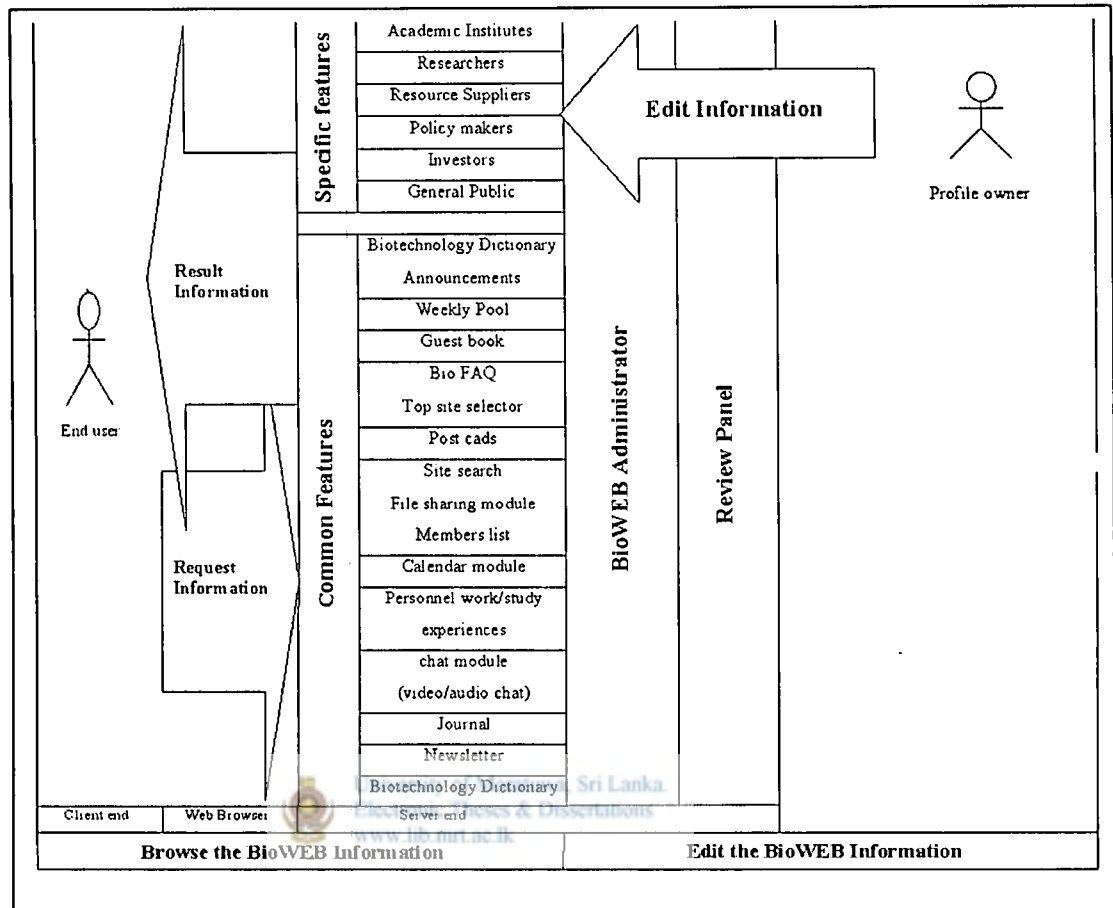 Specific features
Academic Institutes
Researchers
Resource Suppliers
Policy makers
Investors
General Public
Edit Information
Profile owner
Result
Information
End user
Request
Information
Common Features
Biotechnology Dictionary
Announcements
Weekly Pool
Guest book
Bio FAQ
Top site selector
Post cads
Site search
File sharing module
Members list
Calendar module
Personnel work/study
experiences
chat module
(video/audio chat)
Journal
Newsletter
Biotechnology Dictionary
BioWEB Administrator
Review Panel
University of Moratuwa, Sri Lanka.
Electronic Theses & Dissertations
www.lib.mrt.ac.lk
Client end
Web Browser
Server end
Browse the BioWEB Information
Edit the BioWEB Information